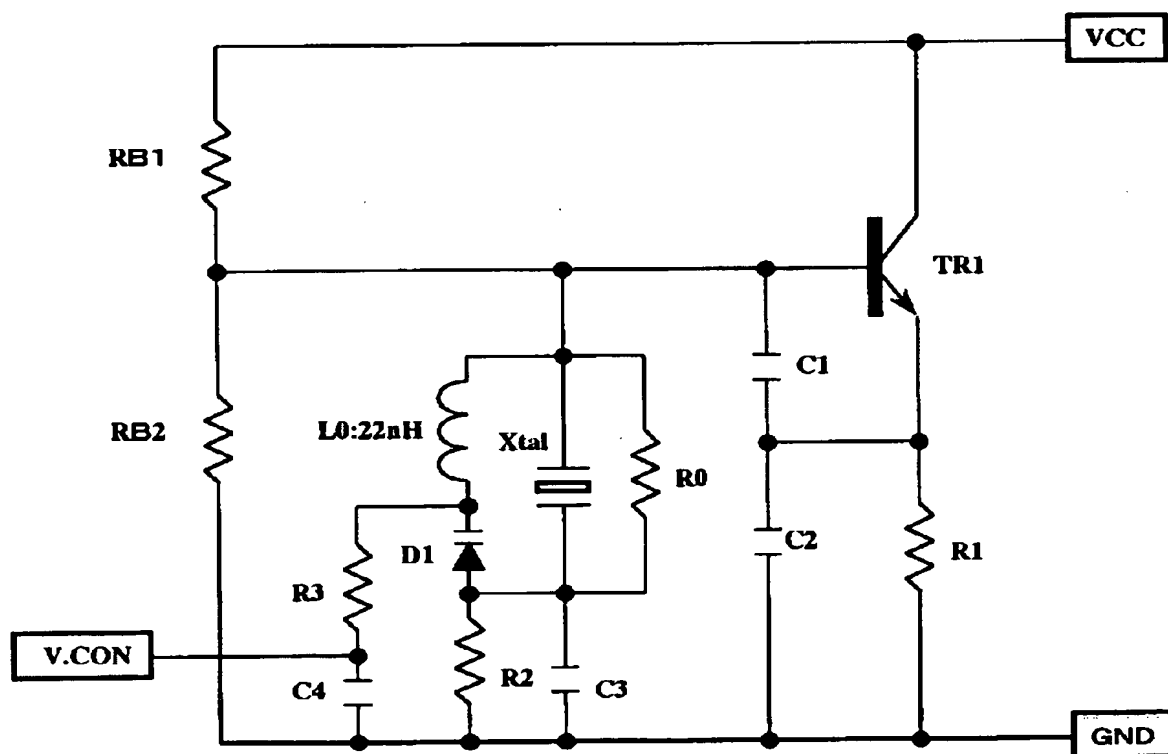 VCC
RB1
TR1
C1
L0:22nH
Xtal
RB2
R0
C2
D1
R1
R3
V.CON
R2
C3
C4
GND